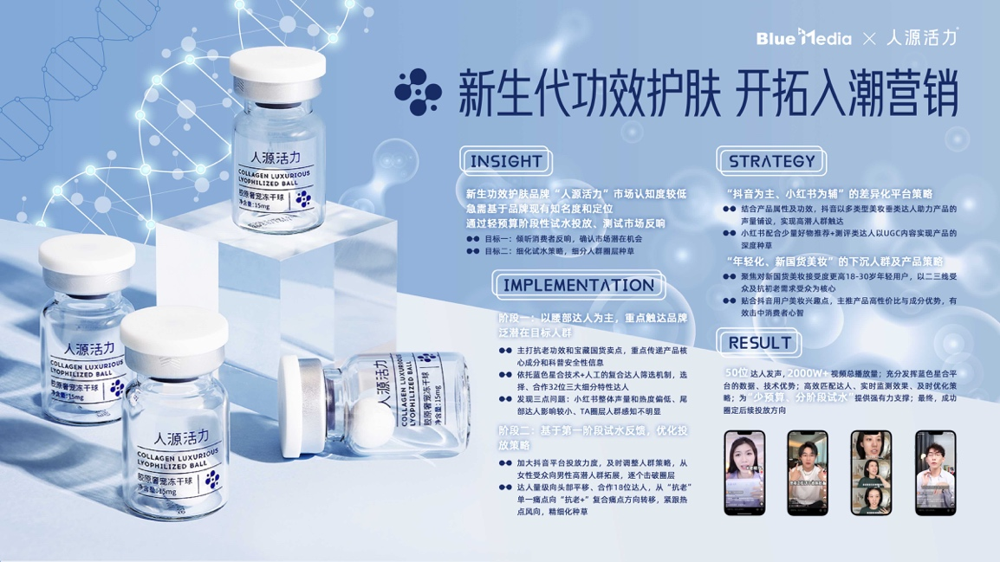 BlueMedia × 人源活力
新生代功效护肤 开拓入潮营销
INSIGHT
新生功效护肤品牌“人源活力”市场认知度较低
急需基于品牌现有知名度和定位
通过轻预算阶段性试水投放、测试市场反响
目标一：倾听消费者反响，确认市场潜在机会
目标二：细化试水策略，细分人群圈层种草
IMPLEMENTATION
阶段一：以腰部达人为主，重点触达品牌
泛潜在目标人群
主打抗老功效和宝藏国货卖点，重点传递产品核
心成分和科普安全性信息
依托蓝色星合技术+人工的复合达人筛选机制，选
择、合作32位三大细分特性达人
发现三点问题：小红书整体声量和热度偏低、尾
部达人影响较小、TA圈层人群感知不明显
阶段二：基于第一阶段试水反馈，优化投
放策略
加大抖音平台投放力度，及时调整人群策略，从
女性受众向男性高潜人群拓展，逐个击破圈层
达人量级向头部平移、合作18位达人，从“抗老”
单一痛点向“抗老+”复合痛点方向转移，紧跟热
点风向，精细化种草
STRATEGY
“抖音为主、小红书为辅”的差异化平台策略
结合产品属性及功效，抖音以多类型美妆垂类达人助力产品的
声量铺设，实现高潜人群触达
小红书配合少量好物推荐+测评类达人以UGC内容实现产品的
深度种草
“年轻化、新国货美妆”的下沉人群及产品策略
聚焦对新国货美妆接受度更高18-30岁年轻用户，以二三线受
众及抗初老需求受众为核心
贴合抖音用户美妆兴趣点，主推产品高性价比与成分优势，有
效击中消费者心智
RESULT
50位达人发声，2000W+视频总播放量；充分发挥蓝色星合平
台的数据、技术优势；高效匹配达人、实时监测效果、及时优化策
略；为“少预算、分阶段试水”提供强有力支撑；最终，成功
圈定后续投放方向
人源活力
COLLAGEN LUXURIOUS
LYOPHILIZED BALL
胶原奢宠冻干球
净含量:15mg
人源活力
COLLAGEN LUXURIOUS
LYOPHILIZED BALL
胶原奢宠冻干球
净含量:15mg
人源活力
COLLAGEN LUXURIOUS
LYOPHILIZED BALL
胶原奢宠冻干球
净含量:15mg
人源活力
COLLAGEN LUXURIOUS
LYOPHILIZED BALL
胶原奢宠冻干球
净含量:15mg